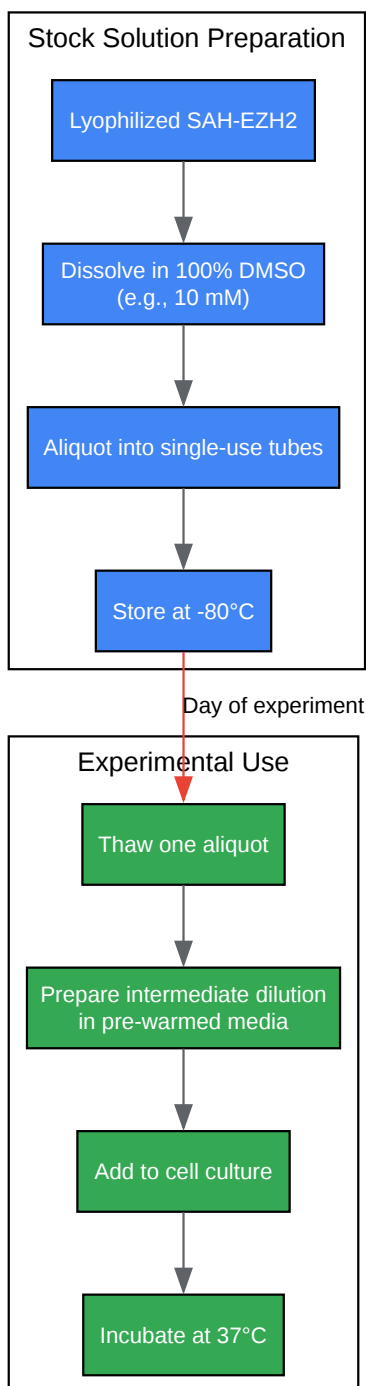 Stock Solution Preparation
Lyophilized SAH-EZH2
Dissolve in 100% DMSO
(e.g., 10 mM)
Aliquot into single-use tubes
Store at -80°C
Day of experiment
Experimental Use
Thaw one aliquot
Prepare intermediate dilution
in pre-warmed media
Add to cell culture
Incubate at 37°C